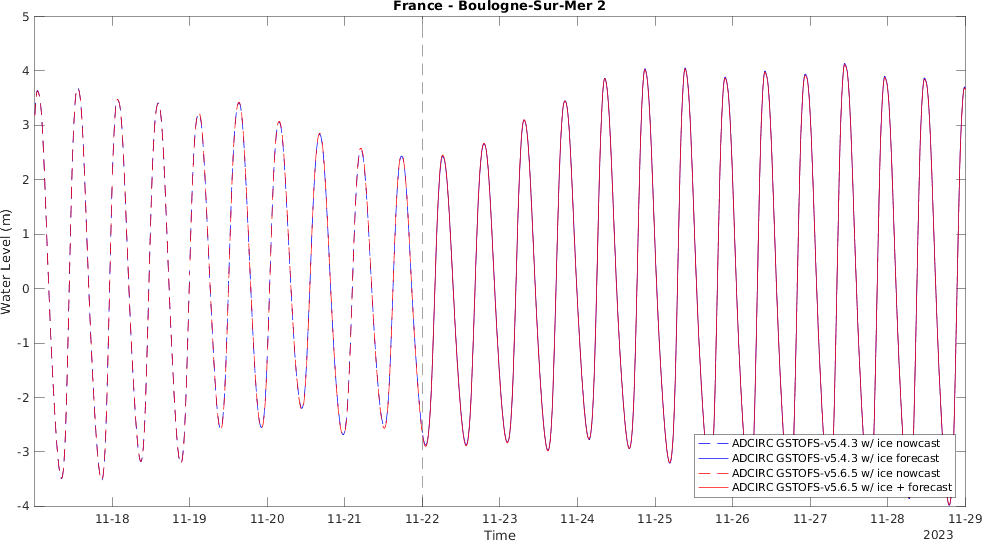 France - Boulogne-Sur-Mer 2
5
4
3
2
1
0
-1
-2
-3
-4
Water Level (m)
ADCIRC GSTOFS-v5.4.3 w/ ice nowcast
ADCIRC GSTOFS-v5.4.3 w/ ice forecast
ADCIRC GSTOFS-v5.6.5 w/ ice nowcast
ADCIRC GSTOFS-v5.6.5 w/ ice + forecast
11-18 11-19 11-20 11-21 11-22 11-23 11-24 11-25 11-26 11-27 11-28 11-29
Time
2023